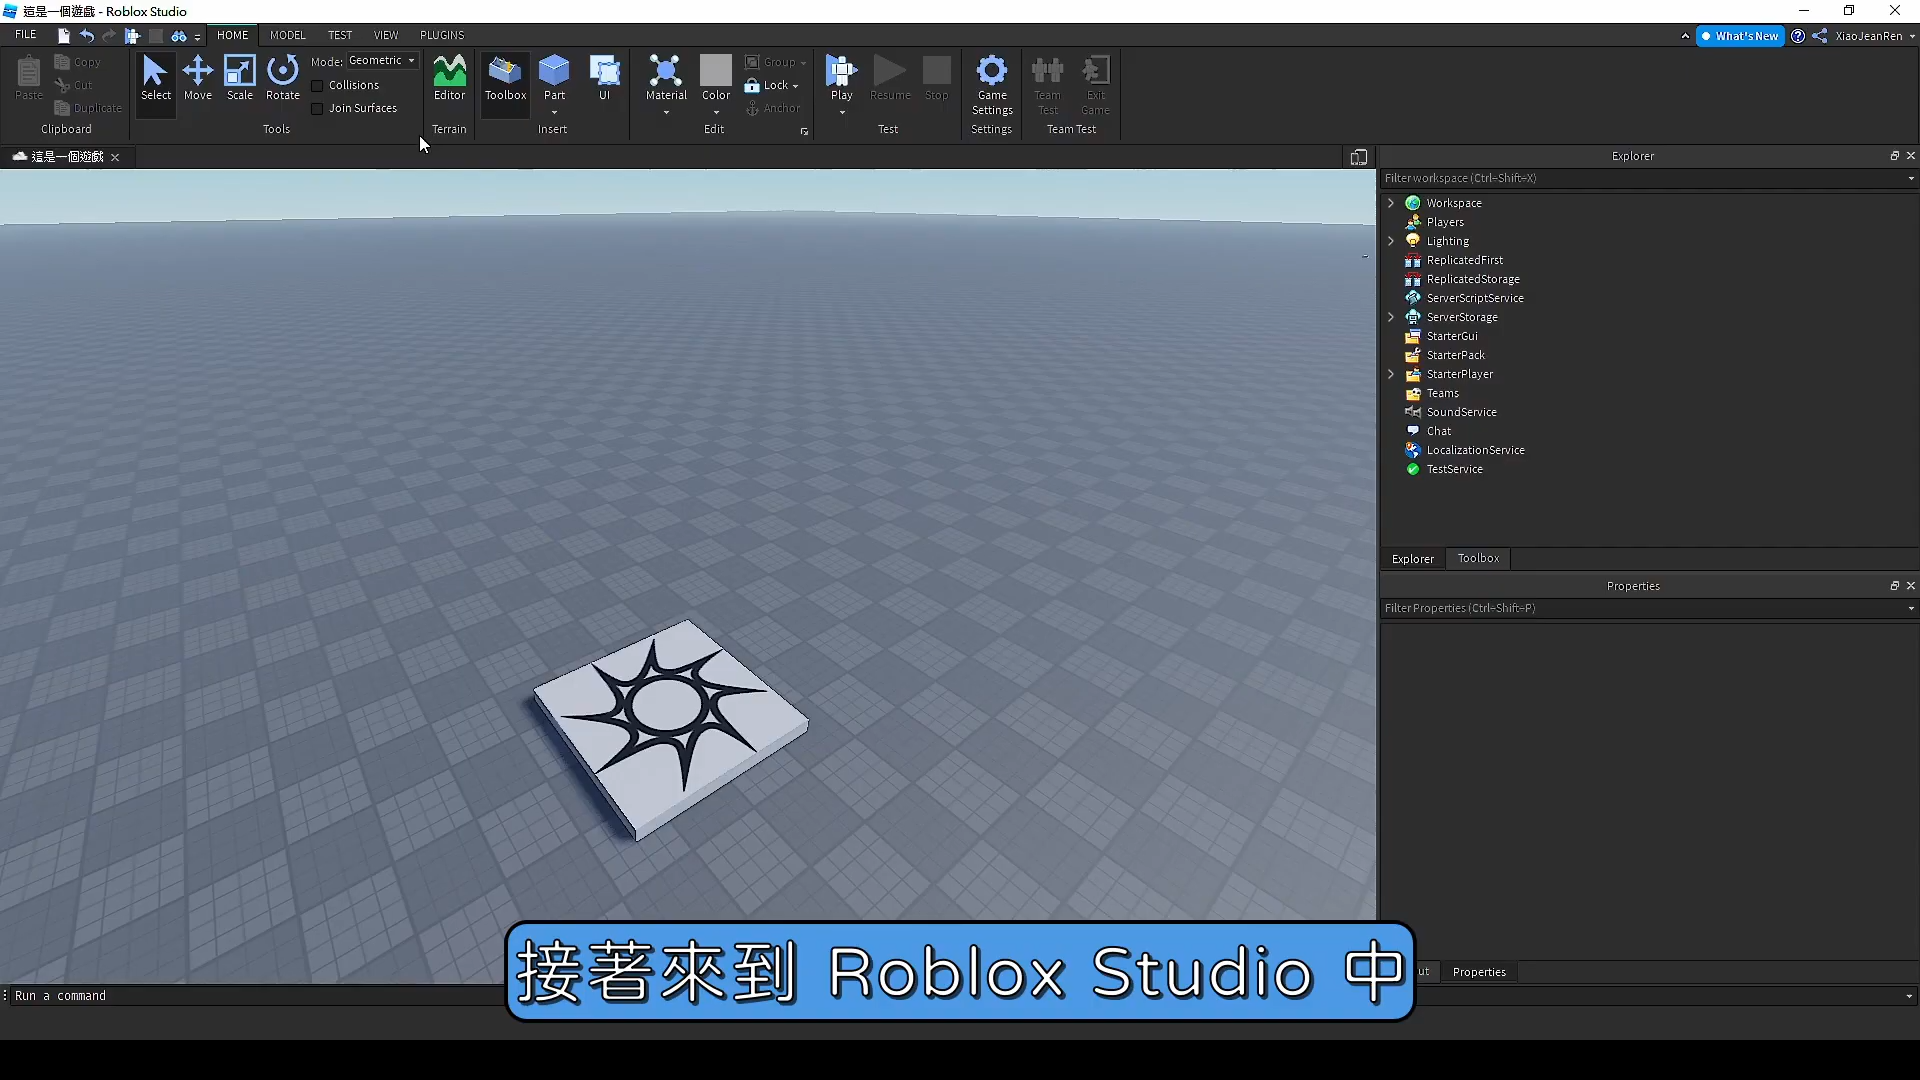 這是一個遊戲 - Roblox Studio
FILE
HOME
MODEL
TEST
VIEW
PLUGINS
What's New
XiaoJeanRen
Paste
Copy
Cut
Duplicate
Clipboard
Select
Move
Scale
Rotate
Mode: Geometric
Collisions
Join Surfaces
Tools
Editor
Terrain
Toolbox
Part
UI
Insert
Material
Color
Group
Lock
Anchor
Edit
Play
Resume
Stop
Test
Game
Settings
Settings
Team
Test
Exit
Game
Team Test
這是一個遊戲
Explorer
Filter workspace (Ctrl+Shift+X)
Workspace
Players
Lighting
ReplicatedFirst
ReplicatedStorage
ServerScriptService
ServerStorage
StarterGui
StarterPack
StarterPlayer
Teams
SoundService
Chat
LocalizationService
TestService
Explorer
Toolbox
Properties
Filter Properties (Ctrl+Shift+P)
Properties
接著來到 Roblox Studio 中
Run a command